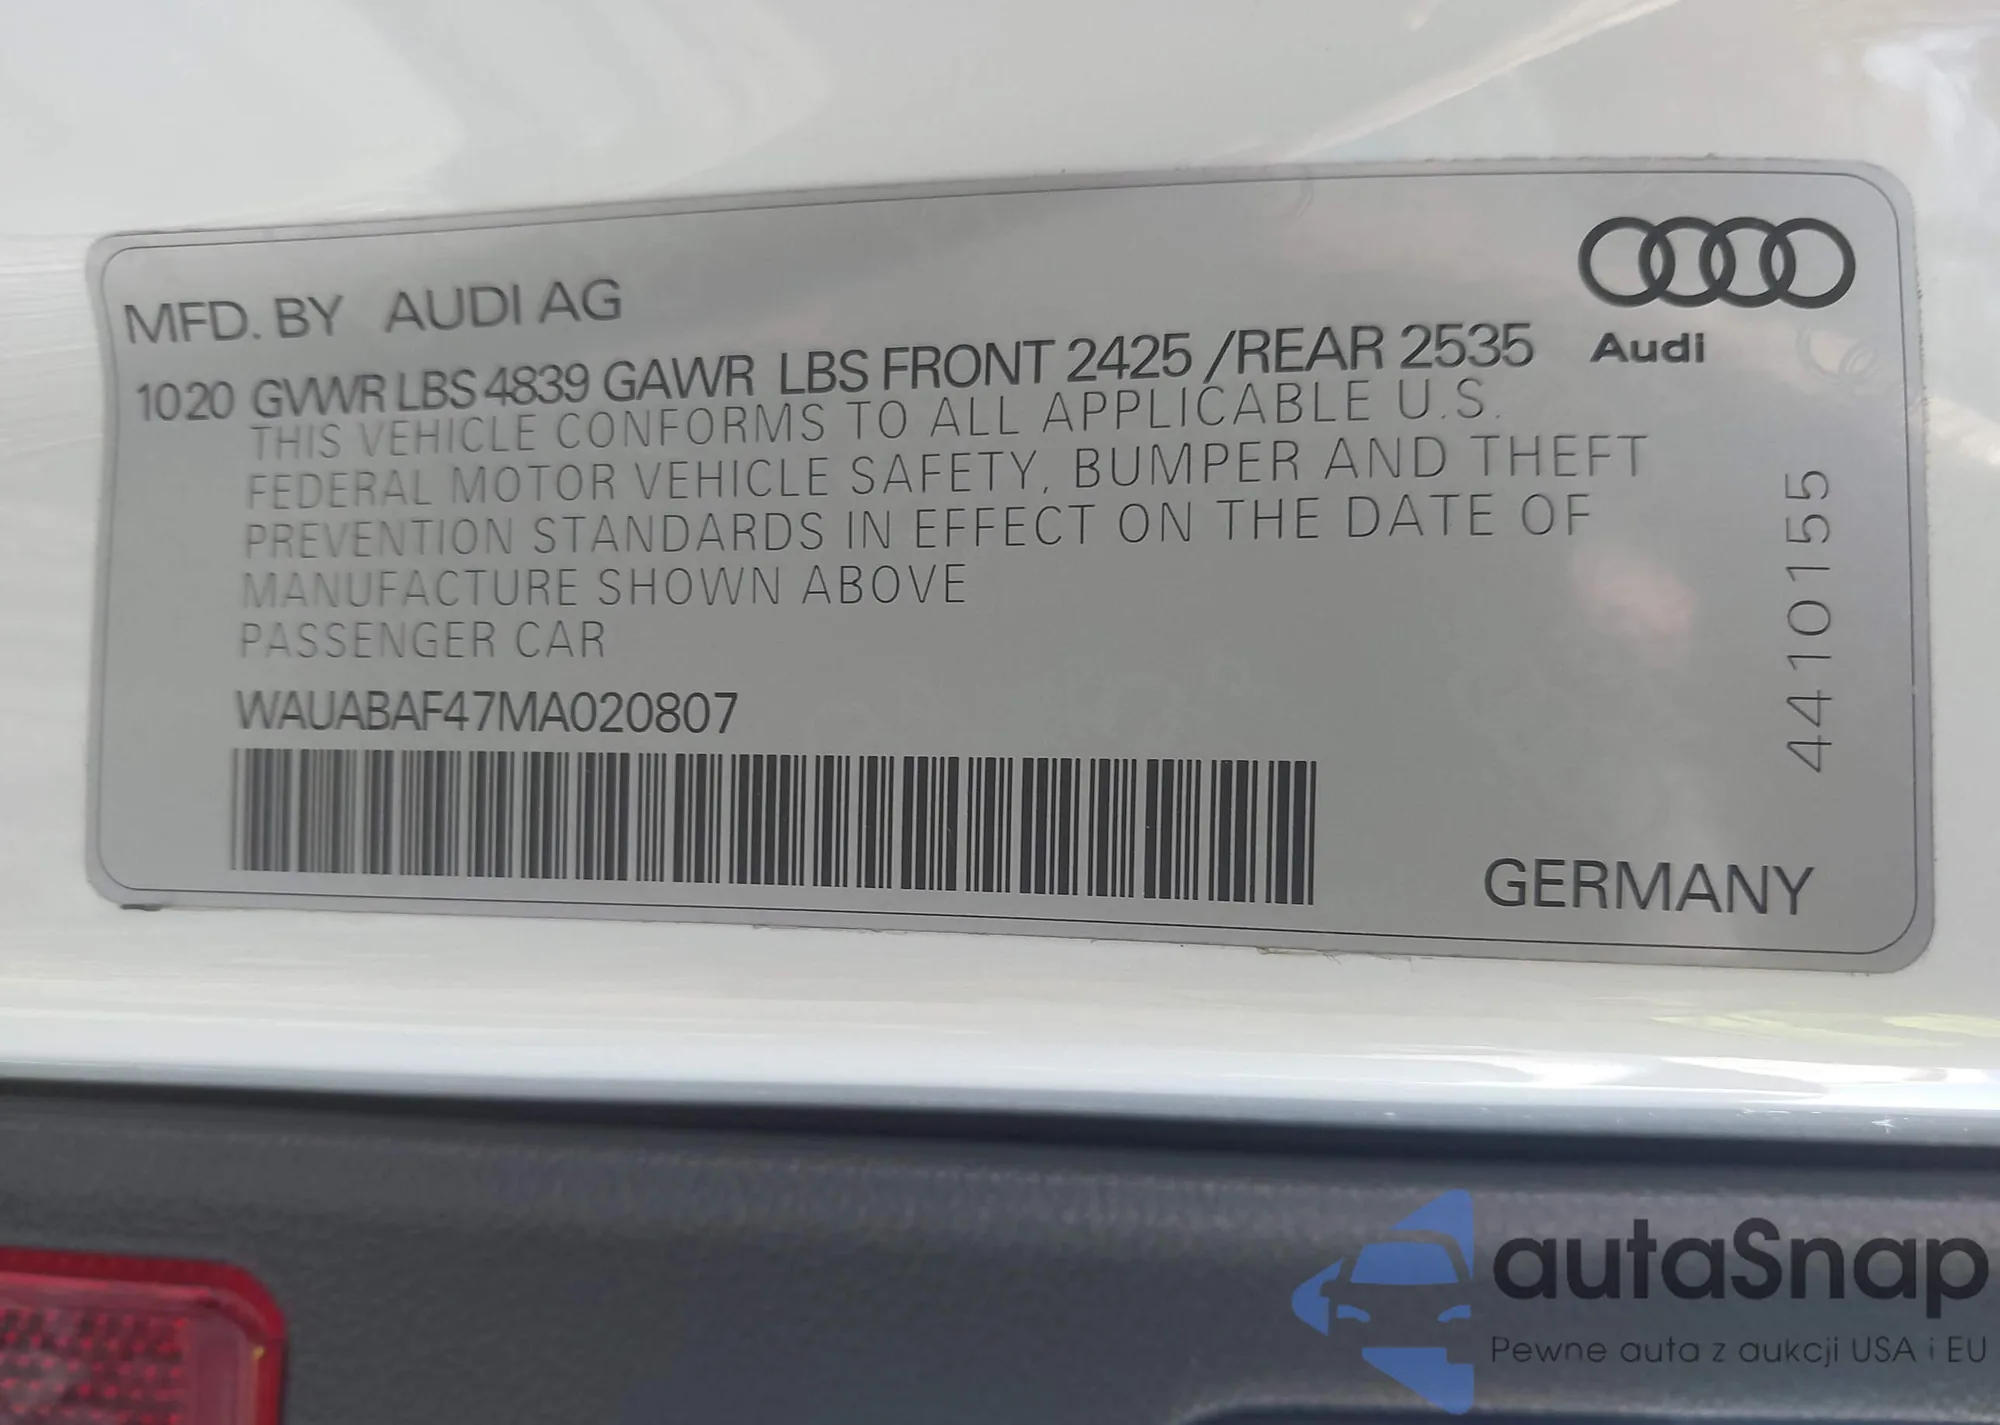 MFD. BY AUDI AG
1020 GVWR LBS 4839 GAWR LBS FRONT 2425 /REAR 2535
Audi
THIS VEHICLE CONFORMS TO ALL APPLICABLE U.S.
FEDERAL MOTOR VEHICLE SAFETY, BUMPER AND THEFT
PREVENTION STANDARDS IN EFFECT ON THE DATE OF
MANUFACTURE SHOWN ABOVE
PASSENGER CAR
WAUABAF47MA020807
4410155
GERMANY
autaSnap
Pewne auta z aukcji USA i EU